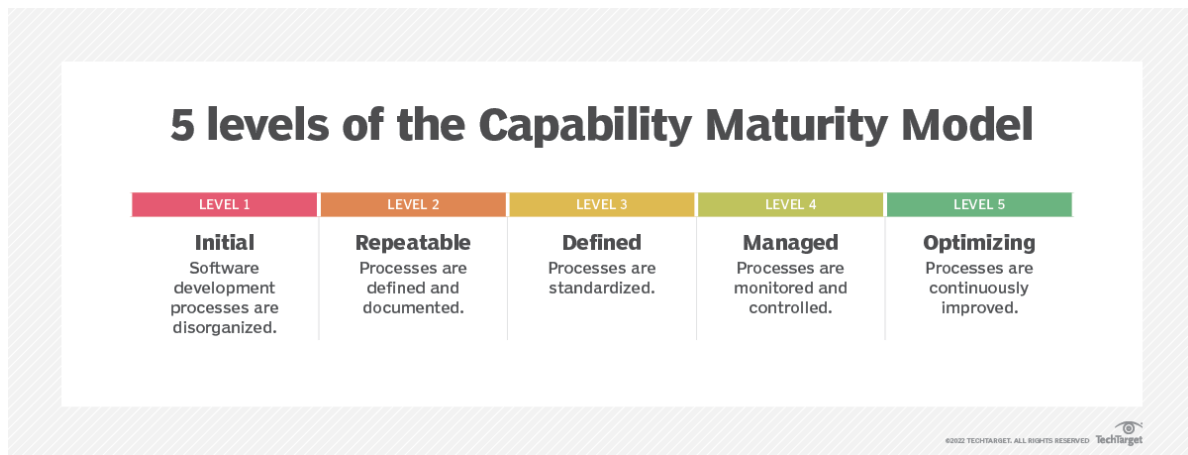 5 levels of the Capability Maturity Model
LEVEL 1
Initial
Software
development
processes are
disorganized.
LEVEL 2
Repeatable
Processes are
defined and
documented.
LEVEL 3
Defined
Processes are
standardized.
LEVEL 4
Managed
Processes are
monitored and
controlled.
LEVEL 5
Optimizing
Processes are
continuously
improved.
©2022 TECHTARGET. ALL RIGHTS RESERVED TechTarget